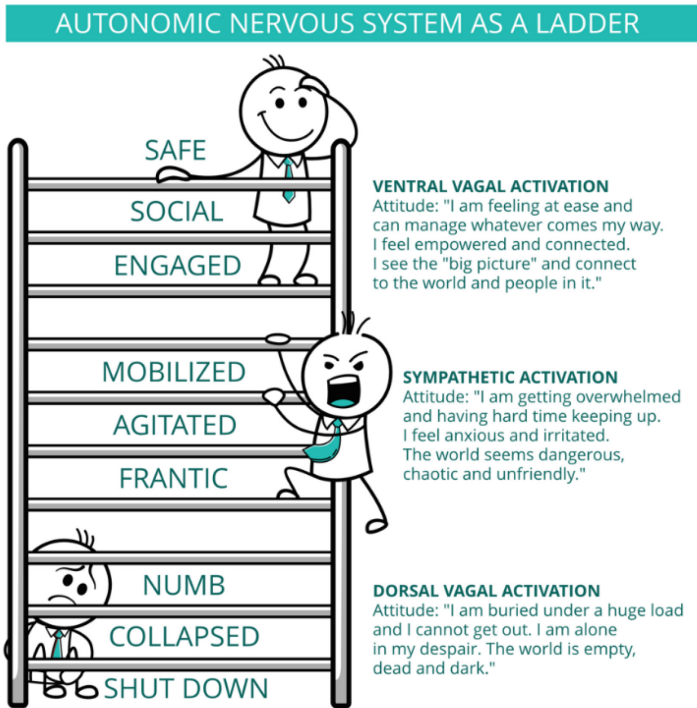 AUTONOMIC NERVOUS SYSTEM AS A LADDER
SAFE
SOCIAL
ENGAGED
VENTRAL VAGAL ACTIVATION
Attitude: "I am feeling at ease and
can manage whatever comes my way.
I feel empowered and connected.
I see the "big picture" and connect
to the world and people in it."
MOBILIZED
AGITATED
FRANTIC
SYMPATHETIC ACTIVATION
Attitude: "I am getting overwhelmed
and having hard time keeping up.
I feel anxious and irritated.
The world seems dangerous,
chaotic and unfriendly."
NUMB
COLLAPSED
SHUT DOWN
DORSAL VAGAL ACTIVATION
Attitude: "I am buried under a huge load
and I cannot get out. I am alone
in my despair. The world is empty,
dead and dark."